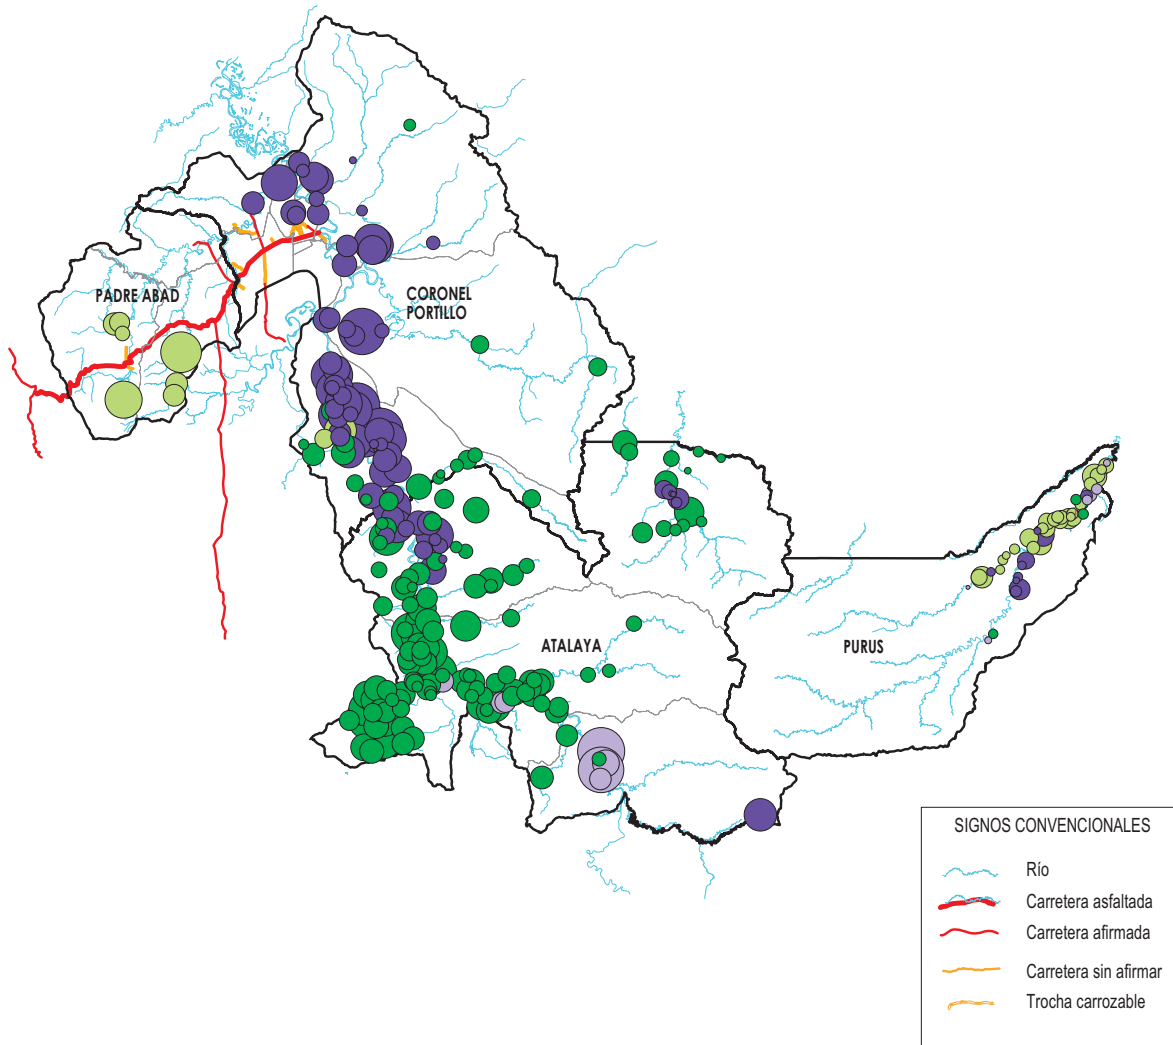 PADRE ABAD
CORONEL
PORTILLO
ATALAYA
PURUS
SIGNOS CONVENCIONALES
Río
Carretera asfaltada
Carretera afirmada
Carretera sin afirmar
Trocha carrozable